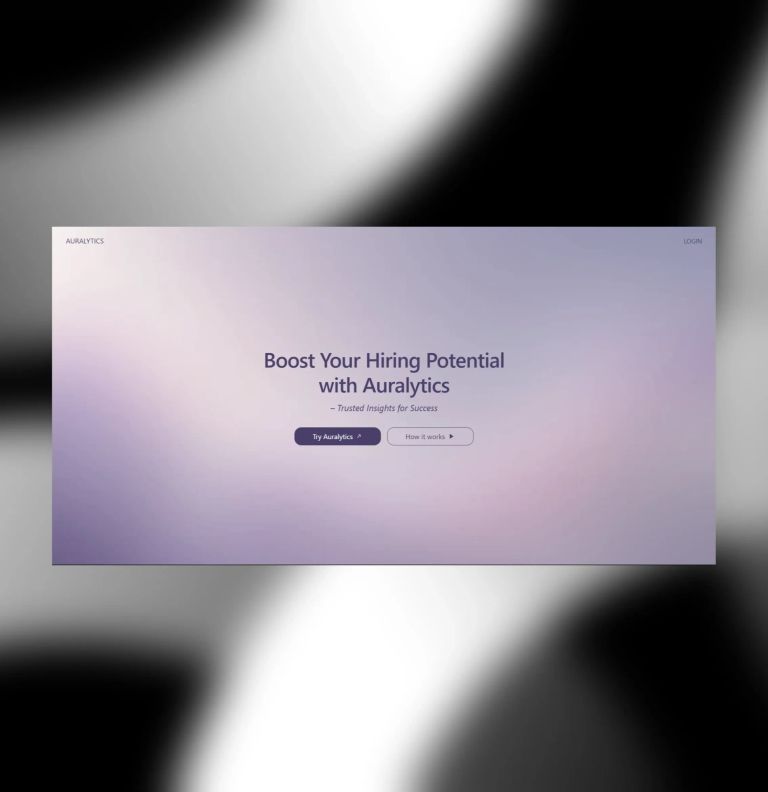 AURALYTICS
LOGIN
Boost Your Hiring Potential
with Auralytics
– Trusted Insights for Success
Try Auralytics ↗
How it works ▶